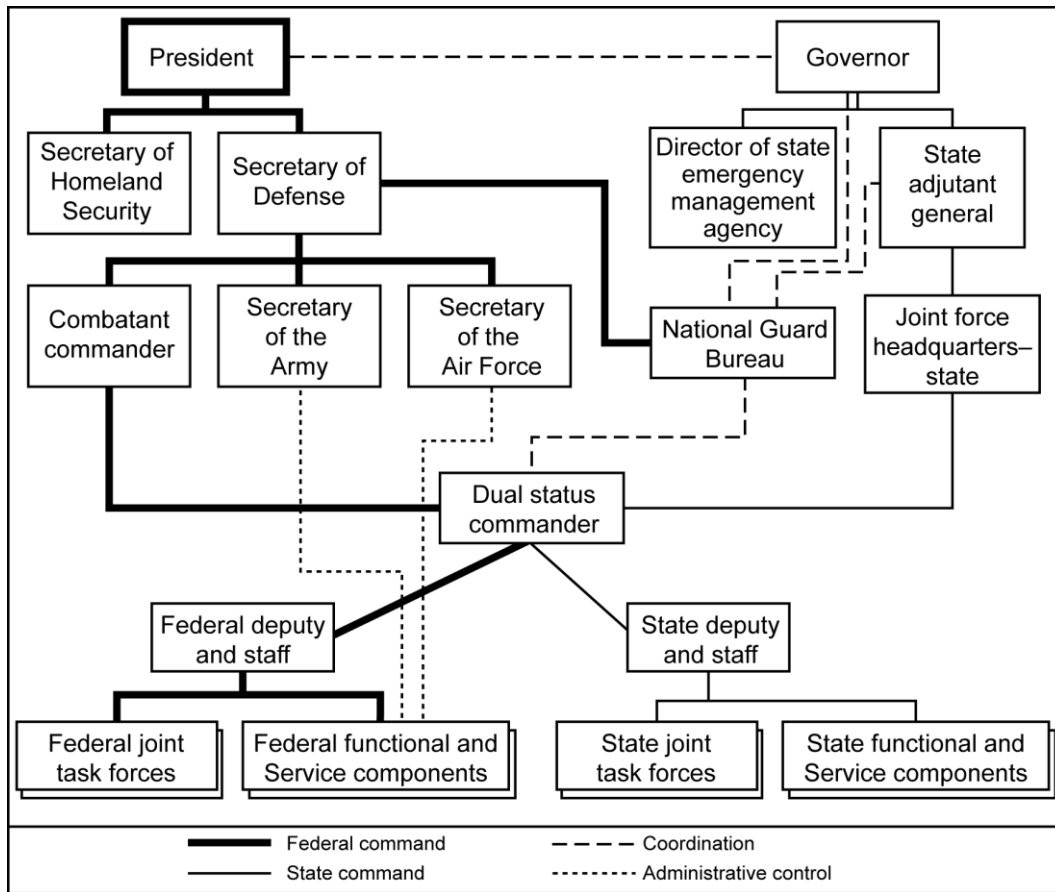 President
Governor
Secretary of
Homeland
Security
Secretary of
Defense
Director of state
emergency
management
agency
State
adjutant
general
Combatant
commander
Secretary
of the
Army
Secretary
of the
Air Force
National Guard
Bureau
Joint force
headquarters–
state
Dual status
commander
Federal deputy
and staff
State deputy
and staff
Federal joint
task forces
Federal functional and
Service components
State joint
task forces
State functional and
Service components
Federal command
Coordination
State command
Administrative control